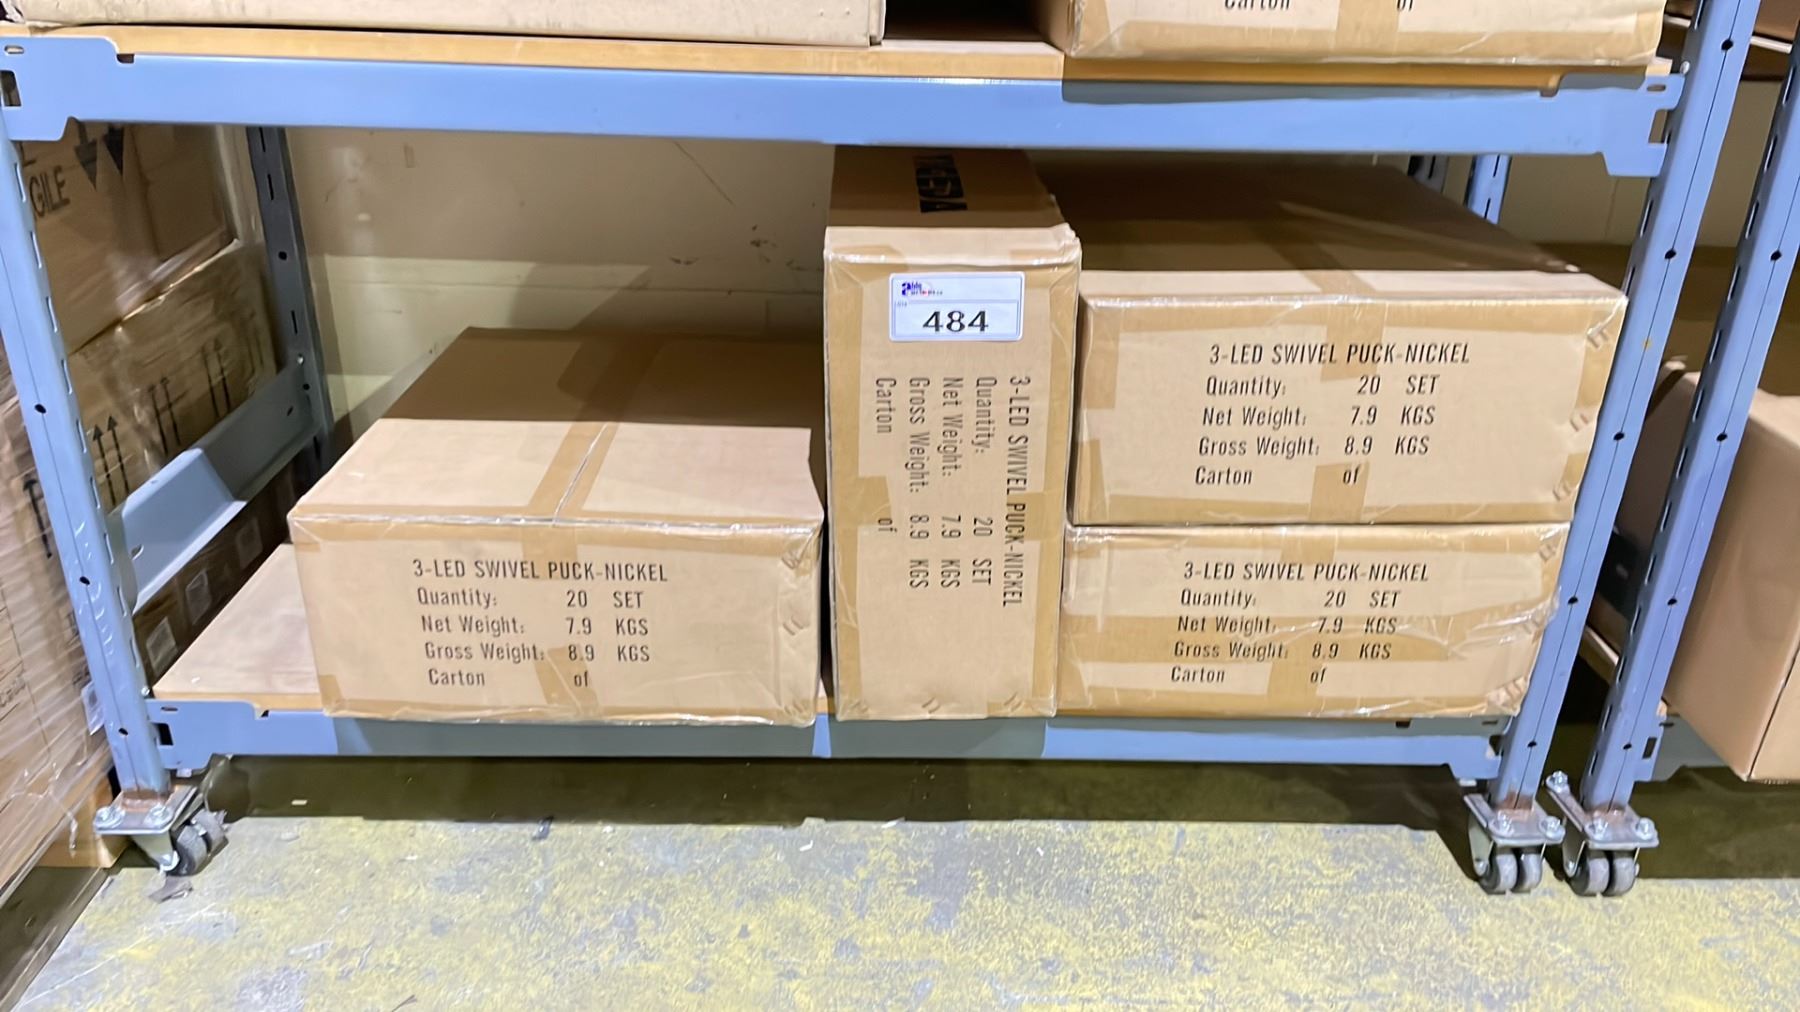 Carton of
GILE
Able
484
3-LED SWIVEL PUCK-NICKEL
Quantity: 20 SET
Net Weight: 7.9 KGS
Gross Weight: 8.9 KGS
Carton of
3-LED SWIVEL PUCK-NICKEL
Quantity: 20 SET
Net Weight: 7.9 KGS
Gross Weight: 8.9 KGS
Carton of
3-LED SWIVEL PUCK-NICKEL
Quantity: 20 SET
Net Weight: 7.9 KGS
Gross Weight: 8.9 KGS
Carton of
3-LED SWIVEL PUCK-NICKEL
Quantity: 20 SET
Net Weight: 7.9 KGS
Gross Weight: 8.9 KGS
Carton of